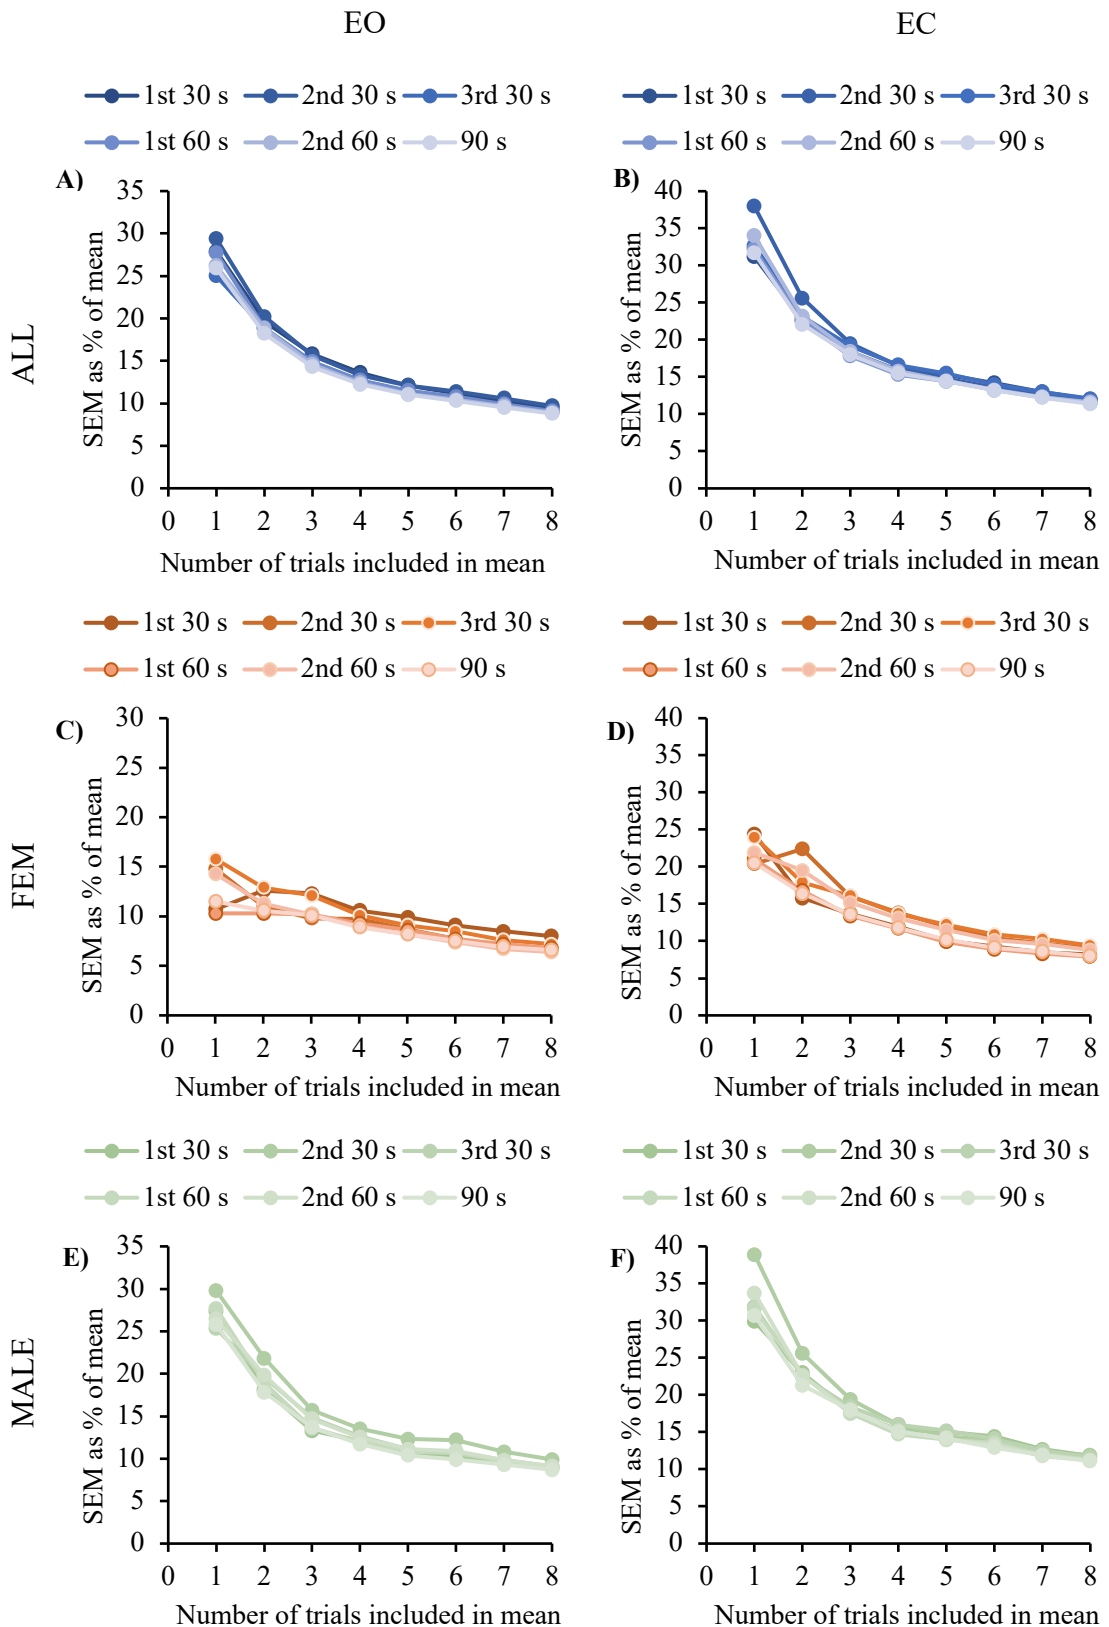 EO EC
1st 30 s 2nd 30 s 3rd 30 s 1st 30 s 2nd 30 s 3rd 30 s
1st 60 s 2nd 60 s 90 s 1st 60 s 2nd 60 s 90 s
ALL
A)
SEM as % of mean
35
30
25
20
15
10
5
0
0 1 2 3 4 5 6 7 8
Number of trials included in mean
B)
SEM as % of mean
40
35
30
25
20
15
10
5
0
0 1 2 3 4 5 6 7 8
Number of trials included in mean
1st 30 s 2nd 30 s 3rd 30 s 1st 30 s 2nd 30 s 3rd 30 s
1st 60 s 2nd 60 s 90 s 1st 60 s 2nd 60 s 90 s
FEM
C)
SEM as % of mean
30
25
20
15
10
5
0
0 1 2 3 4 5 6 7 8
Number of trials included in mean
D)
SEM as % of mean
40
35
30
25
20
15
10
5
0
0 1 2 3 4 5 6 7 8
Number of trials included in mean
1st 30 s 2nd 30 s 3rd 30 s 1st 30 s 2nd 30 s 3rd 30 s
1st 60 s 2nd 60 s 90 s 1st 60 s 2nd 60 s 90 s
MALE
E)
SEM as % of mean
35
30
25
20
15
10
5
0
0 1 2 3 4 5 6 7 8
Number of trials included in mean
F)
SEM as % of mean
40
35
30
25
20
15
10
5
0
0 1 2 3 4 5 6 7 8
Number of trials included in mean